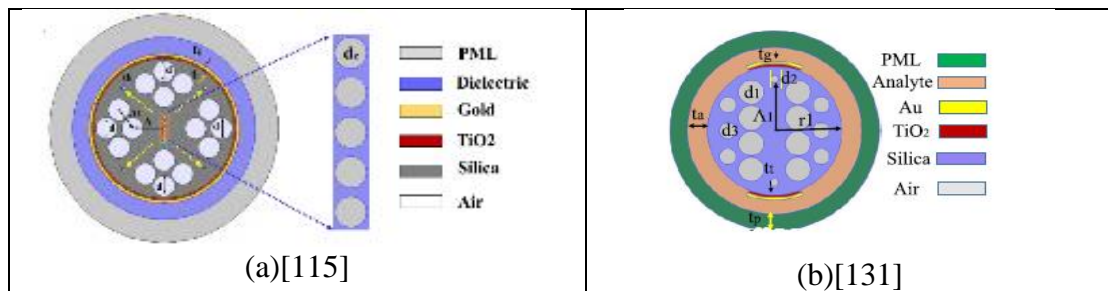 PML
Dielectric
Gold
TiO2
Silica
Air
d
d
d
Λ
(a)[115]
tg
d2
d1
Λ1
ta
d3
r1
tt
tp
PML
Analyte
Au
TiO2
Silica
Air
(b)[131]